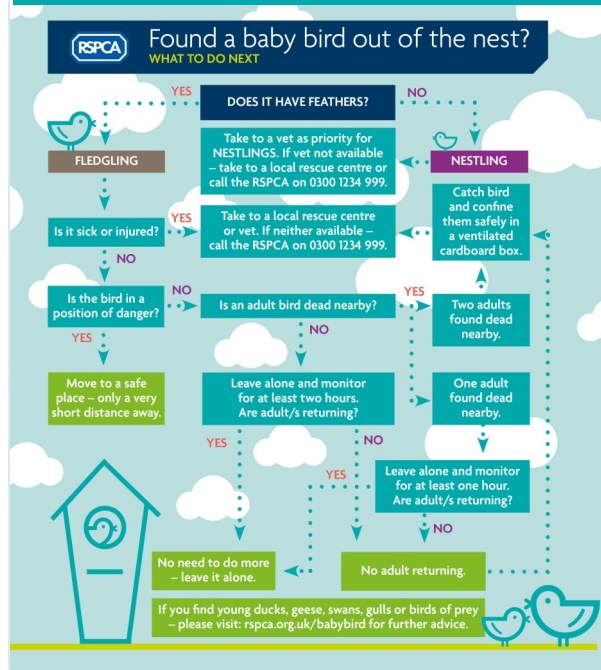 RSPCA
Found a baby bird out of the nest?
WHAT TO DO NEXT
YES
DOES IT HAVE FEATHERS?
NO
FLEDGLING
Take to a vet as priority for
NESTLINGS. If vet not available
– take to a local rescue centre or
call the RSPCA on 0300 1234 999.
NESTLING
Is it sick or injured?
YES
Take to a local rescue centre
or vet. If neither available –
call the RSPCA on 0300 1234 999.
Catch bird
and confine
them safely in
a ventilated
cardboard box.
NO
Is the bird in a
position of danger?
NO
Is an adult bird dead nearby?
YES
Two adults
found dead
nearby.
YES
NO
Move to a safe
place – only a very
short distance away.
Leave alone and monitor
for at least two hours.
Are adult/s returning?
One adult
found dead
nearby.
YES
NO
YES
Leave alone and monitor
for at least one hour.
Are adult/s returning?
NO
No need to do more
– leave it alone.
No adult returning.
If you find young ducks, geese, swans, gulls or birds of prey
– please visit: rspca.org.uk/babybird for further advice.